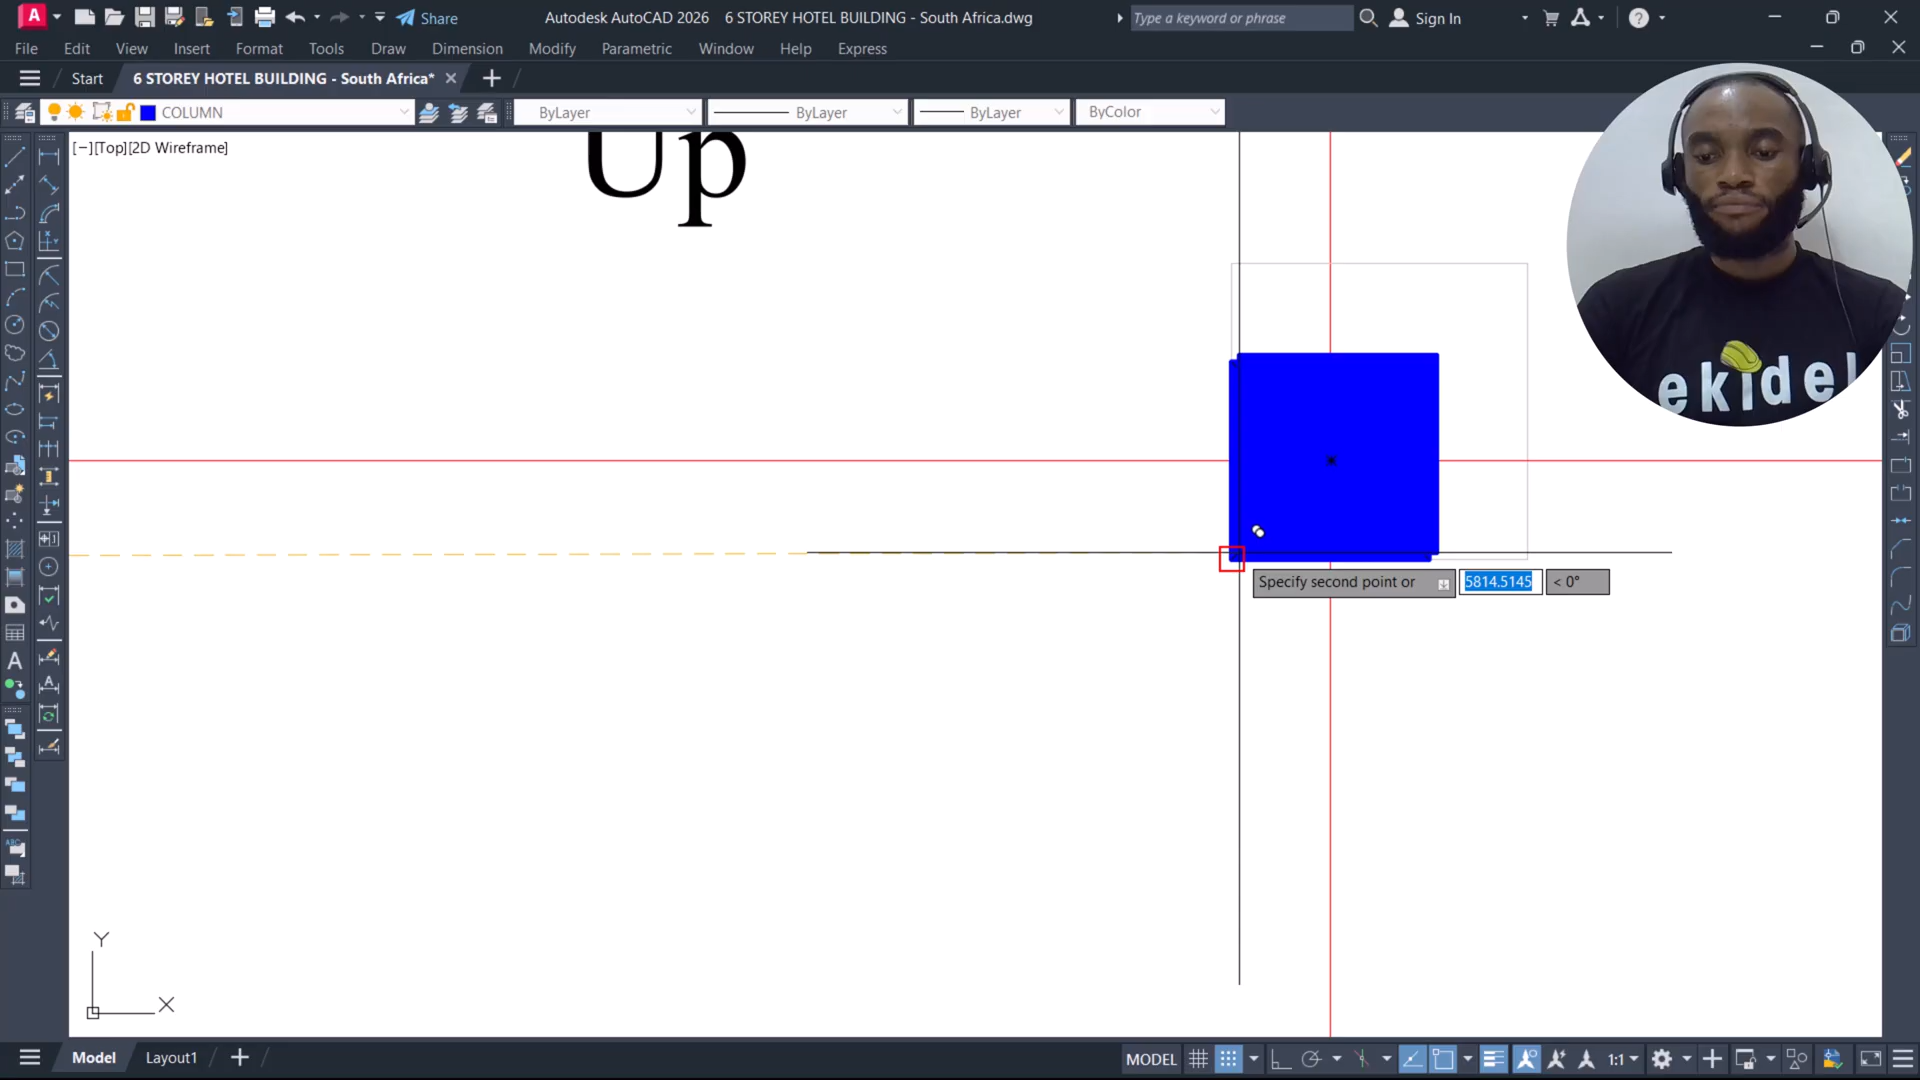 A
Share
Autodesk AutoCAD 2026 6 STOREY HOTEL BUILDING - South Africa.dwg
Type a keyword or phrase
Sign In
File Edit View Insert Format Tools Draw Dimension Modify Parametric Window Help Express
Start 6 STOREY HOTEL BUILDING - South Africa*
COLUMN ByLayer ByLayer ByLayer ByColor
[−][Top][2D Wireframe]
Up
ekidel
Specify second point or 5814.5145 < 0°
A
ABC
Y
X
Model Layout1
MODEL 1:1